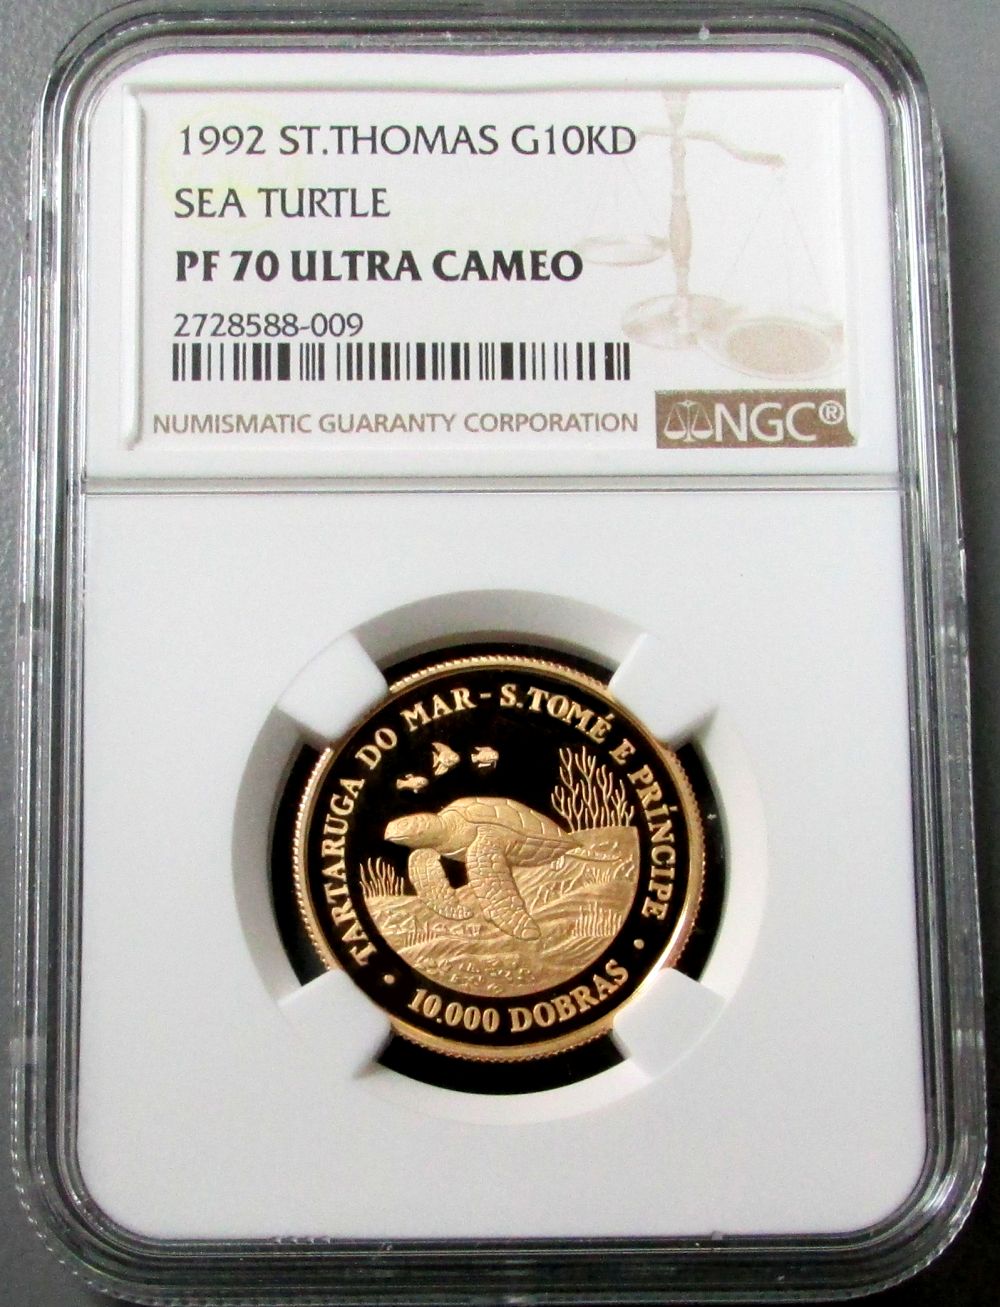 1992 ST.THOMAS G10KD
SEA TURTLE
PF 70 ULTRA CAMEO
2728588-009
NUMISMATIC GUARANTY CORPORATION
NGC®
TARTARUGA DO MAR - S.TOMÉ E PRÍNCIPE
• 10.000 DOBRAS •